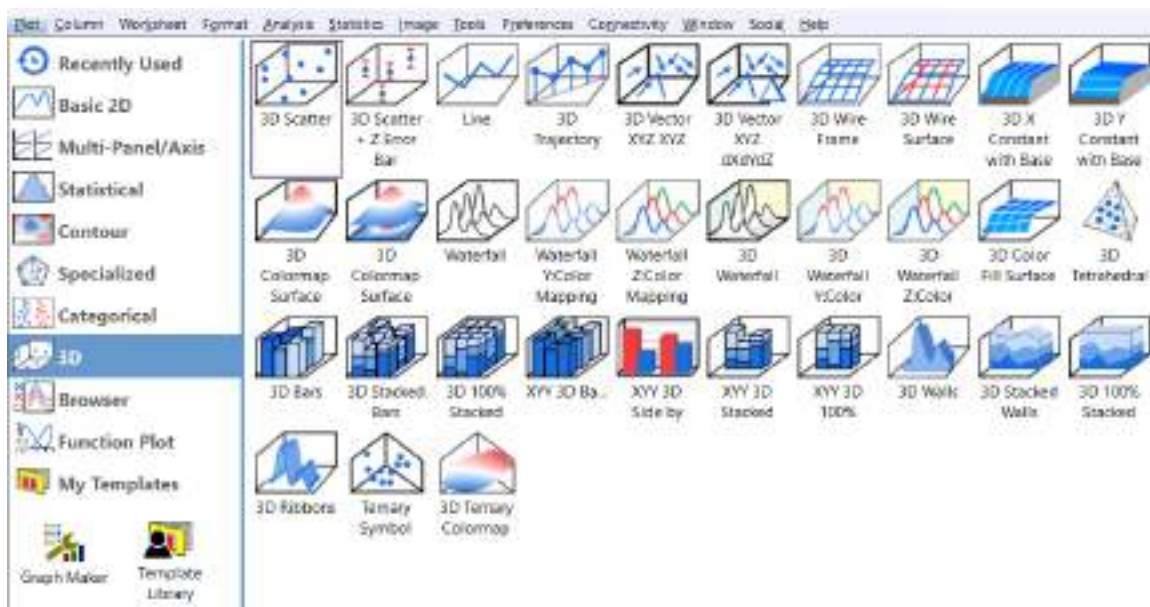 Plot Column Worksheet Format Analysis Statistics Image Tools Preferences Connectivity Window Social Help
Recently Used
Basic 2D
Multi-Panel/Axis
Statistical
Contour
Specialized
Categorical
3D
Browser
Function Plot
My Templates
Graph Maker
Template
Library
3D Scatter
3D Scatter
+ Z Error
Bar
Line
3D
Trajectory
3D Vector
XYZ XYZ
3D Vector
XYZ
dXdYdZ
3D Wire
Frame
3D Wire
Surface
3D X
Constant
with Base
3D Y
Constant
with Base
3D
Colormap
Surface
3D
Colormap
Surface
Waterfall
Waterfall
Y:Color
Mapping
Waterfall
Z:Color
Mapping
3D
Waterfall
3D
Waterfall
Y:Color
3D
Waterfall
Z:Color
3D Color
Fill Surface
3D
Tetrahedral
3D Bars
3D Stacked
Bars
3D 100%
Stacked
XYY 3D Ba...
XYY 3D
Side by
XYY 3D
Stacked
XYY 3D
100%
3D Walls
3D Stacked
Walls
3D 100%
Stacked
3D Ribbons
Ternary
Symbol
3D Ternary
Colormap